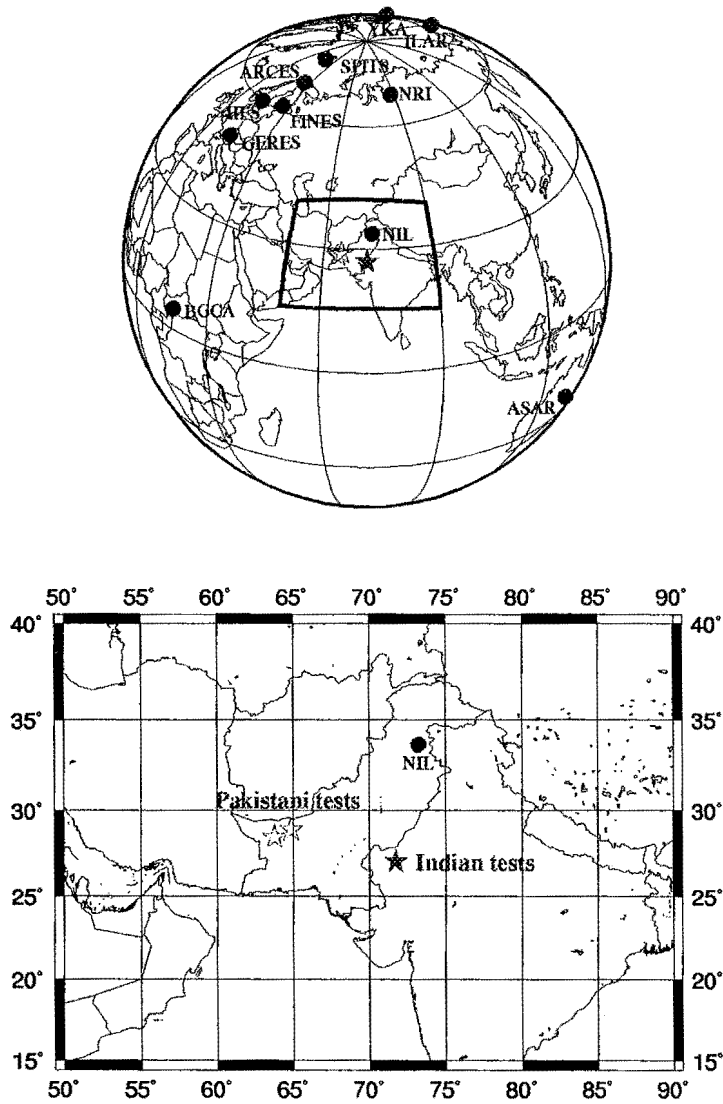 YKA
ILAR
ARCES
SPITS
NRI
HFS
FINES
GERES
NIL
BGCA
ASAR
50° 55° 60° 65° 70° 75° 80° 85° 90°
40° 40°
35° 35°
NIL
Pakistani tests
30° 30°
Indian tests
25° 25°
20° 20°
15° 15°
50° 55° 60° 65° 70° 75° 80° 85° 90°